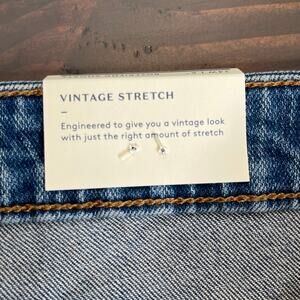 VINTAGE STRETCH
Engineered to give you a vintage look
with just the right amount of stretch